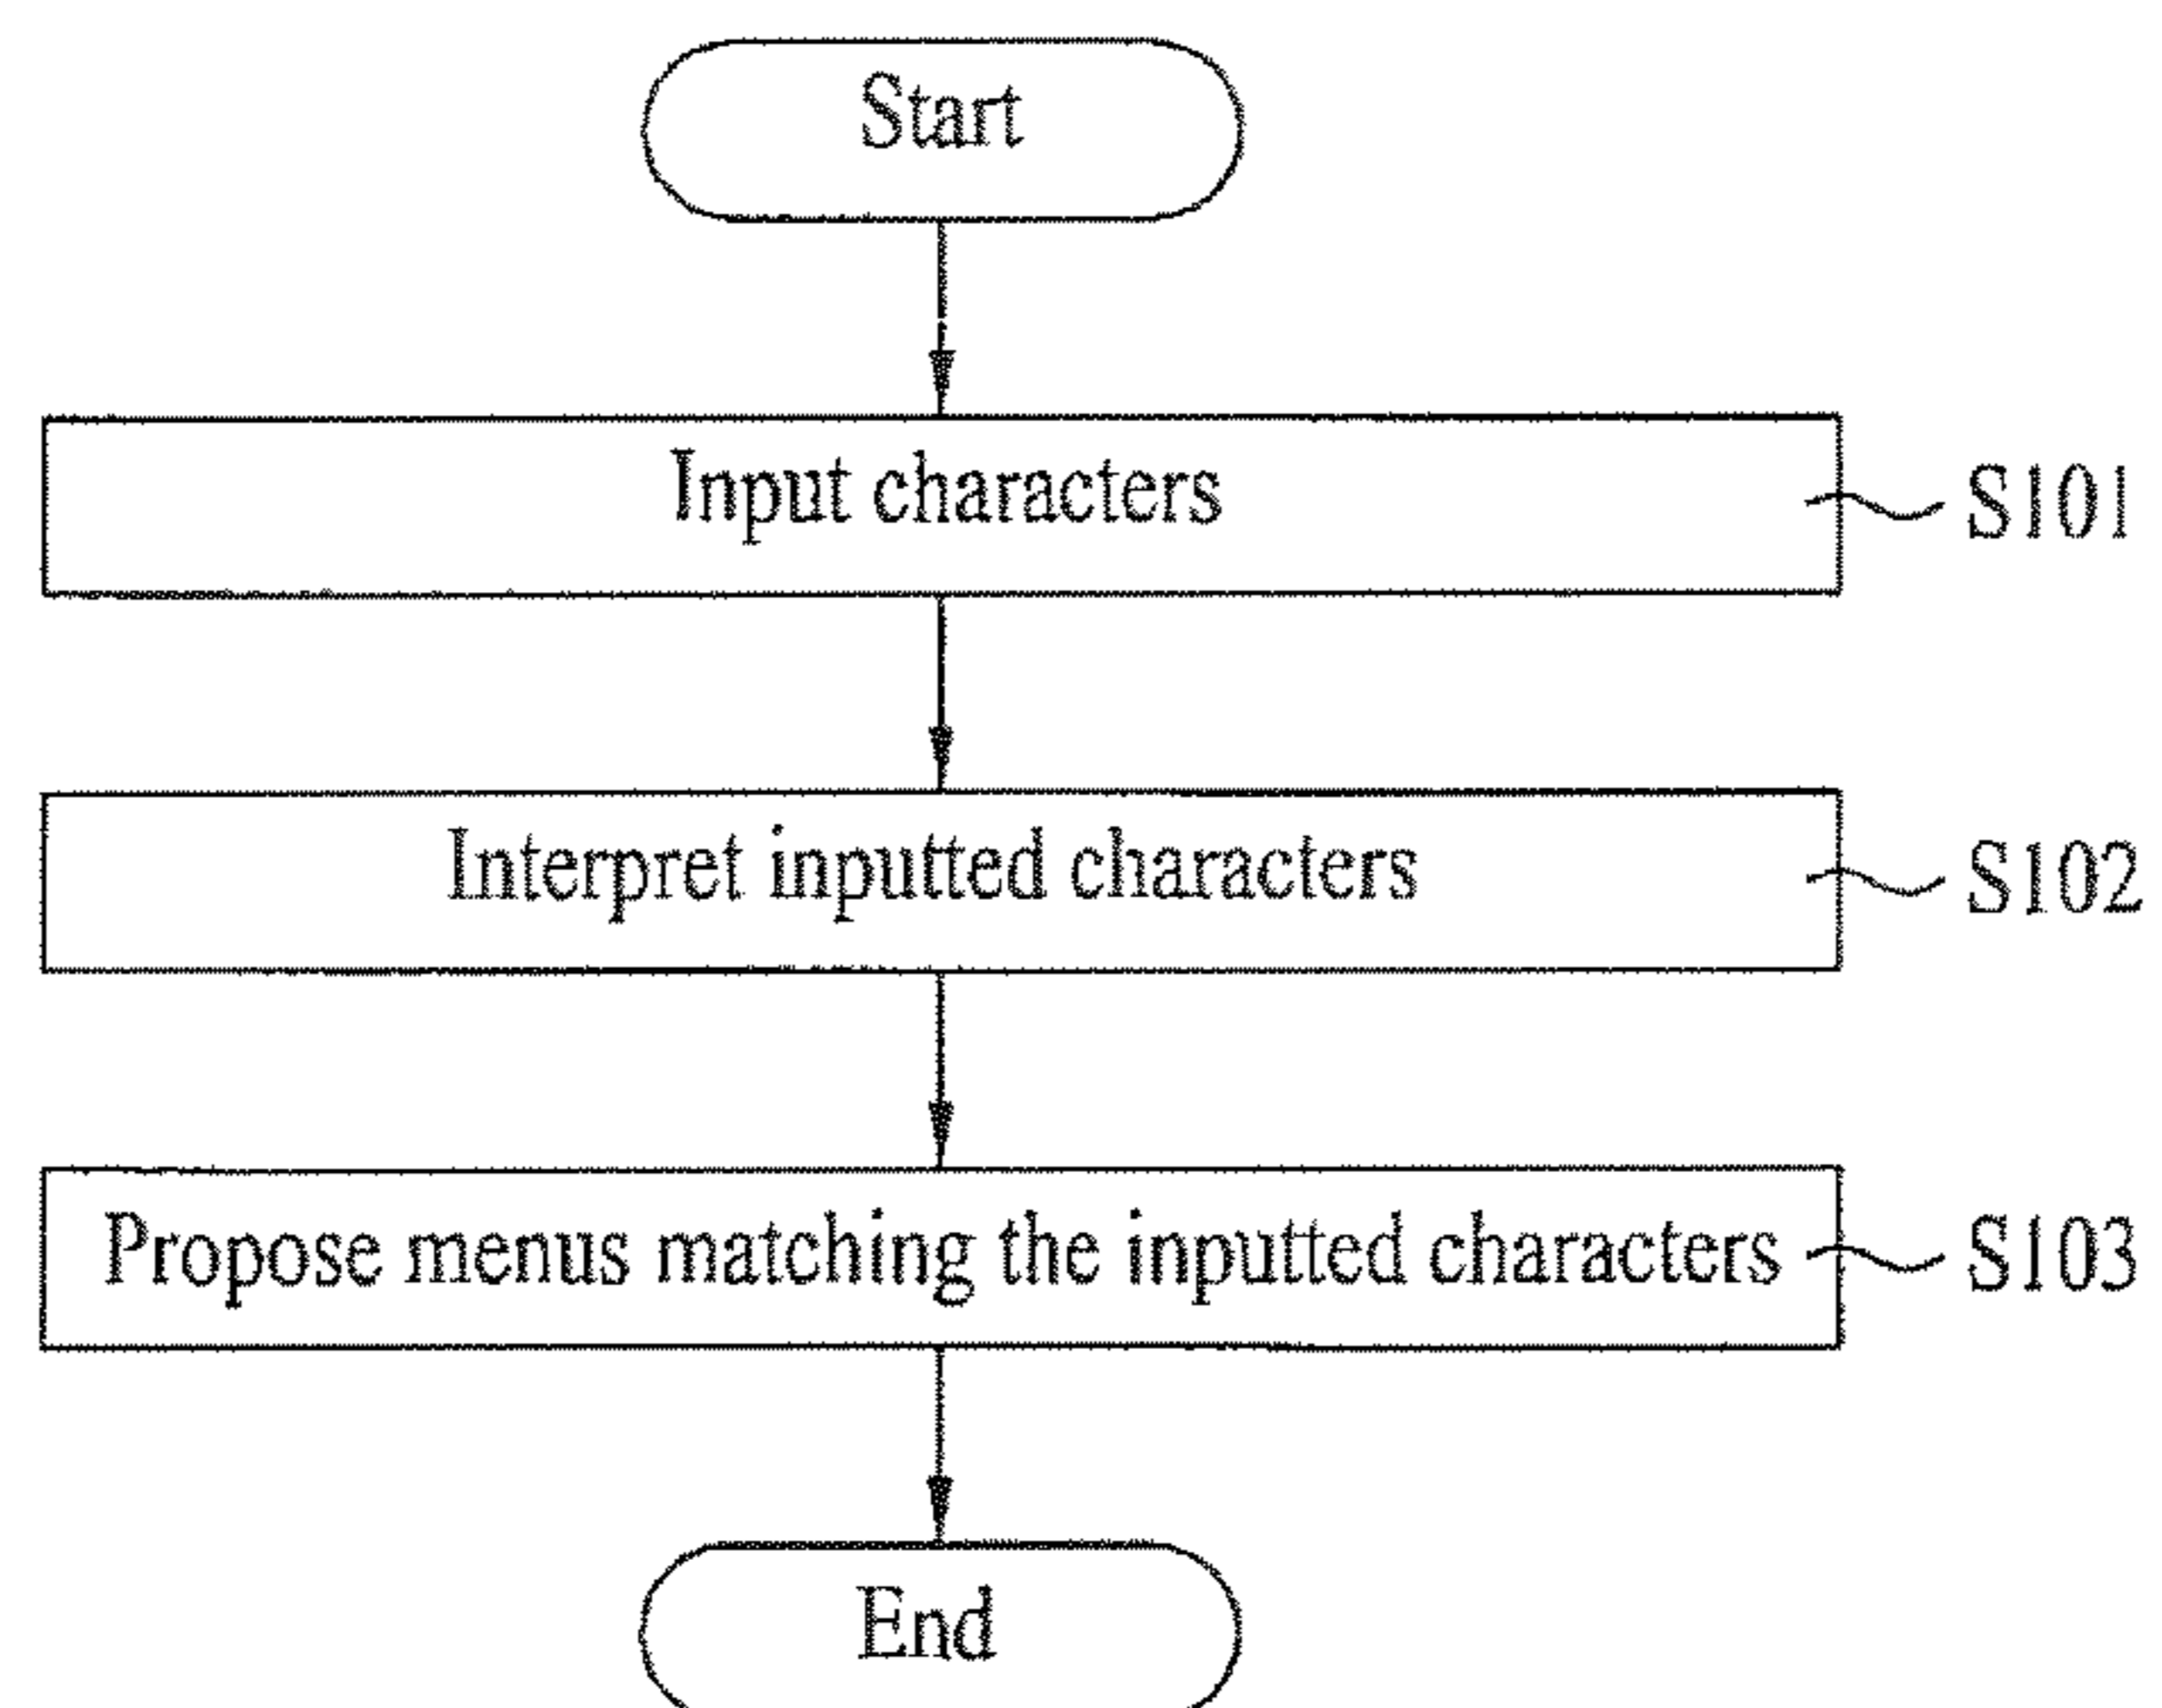 Start
Input characters
S101
Interpret inputted characters
S102
Propose menus matching the inputted characters
S103
End